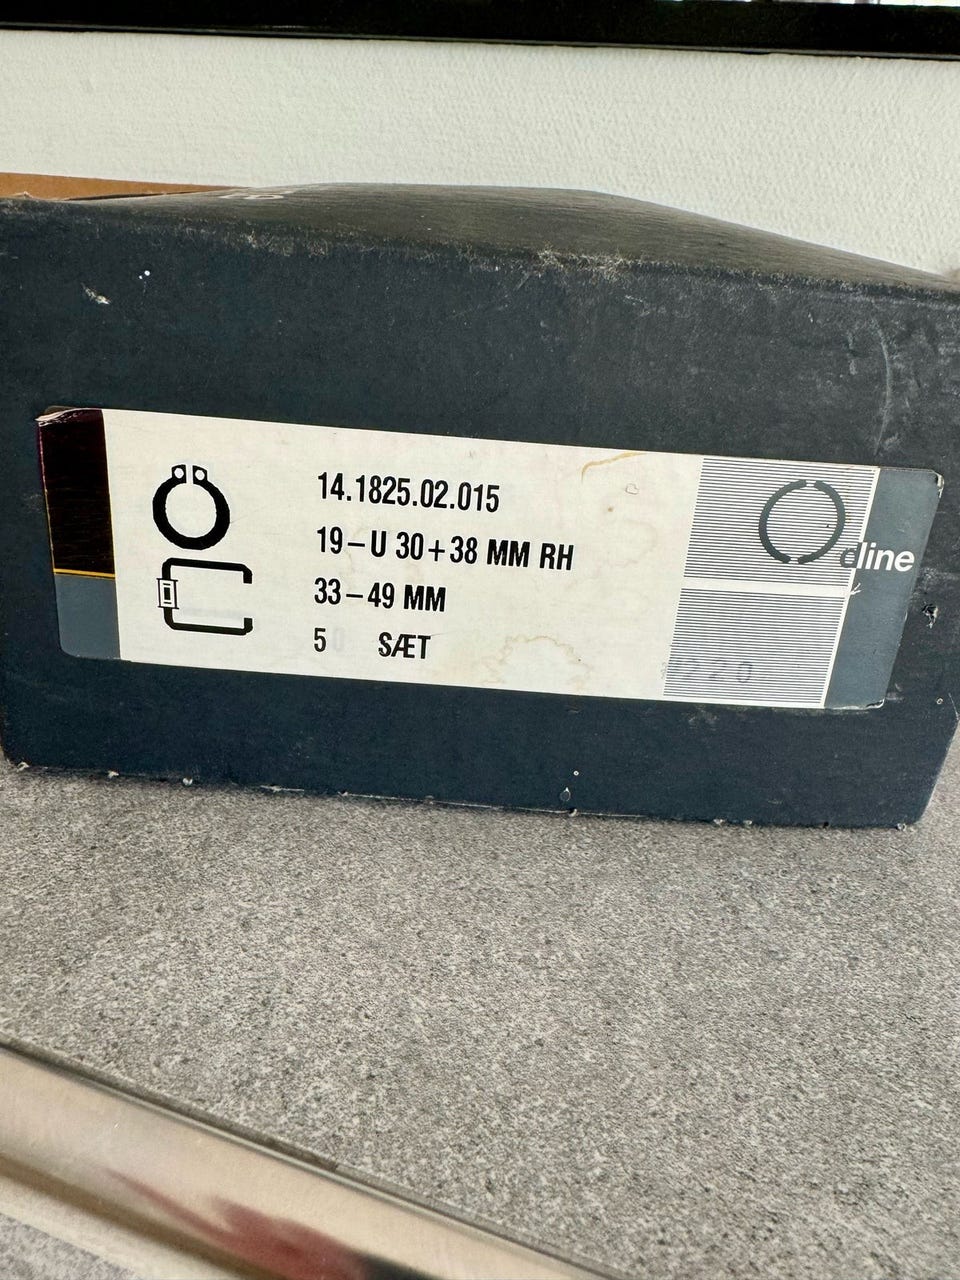 14.1825.02.015
19–U 30+38 MM RH
dline
33–49 MM
5 SÆT